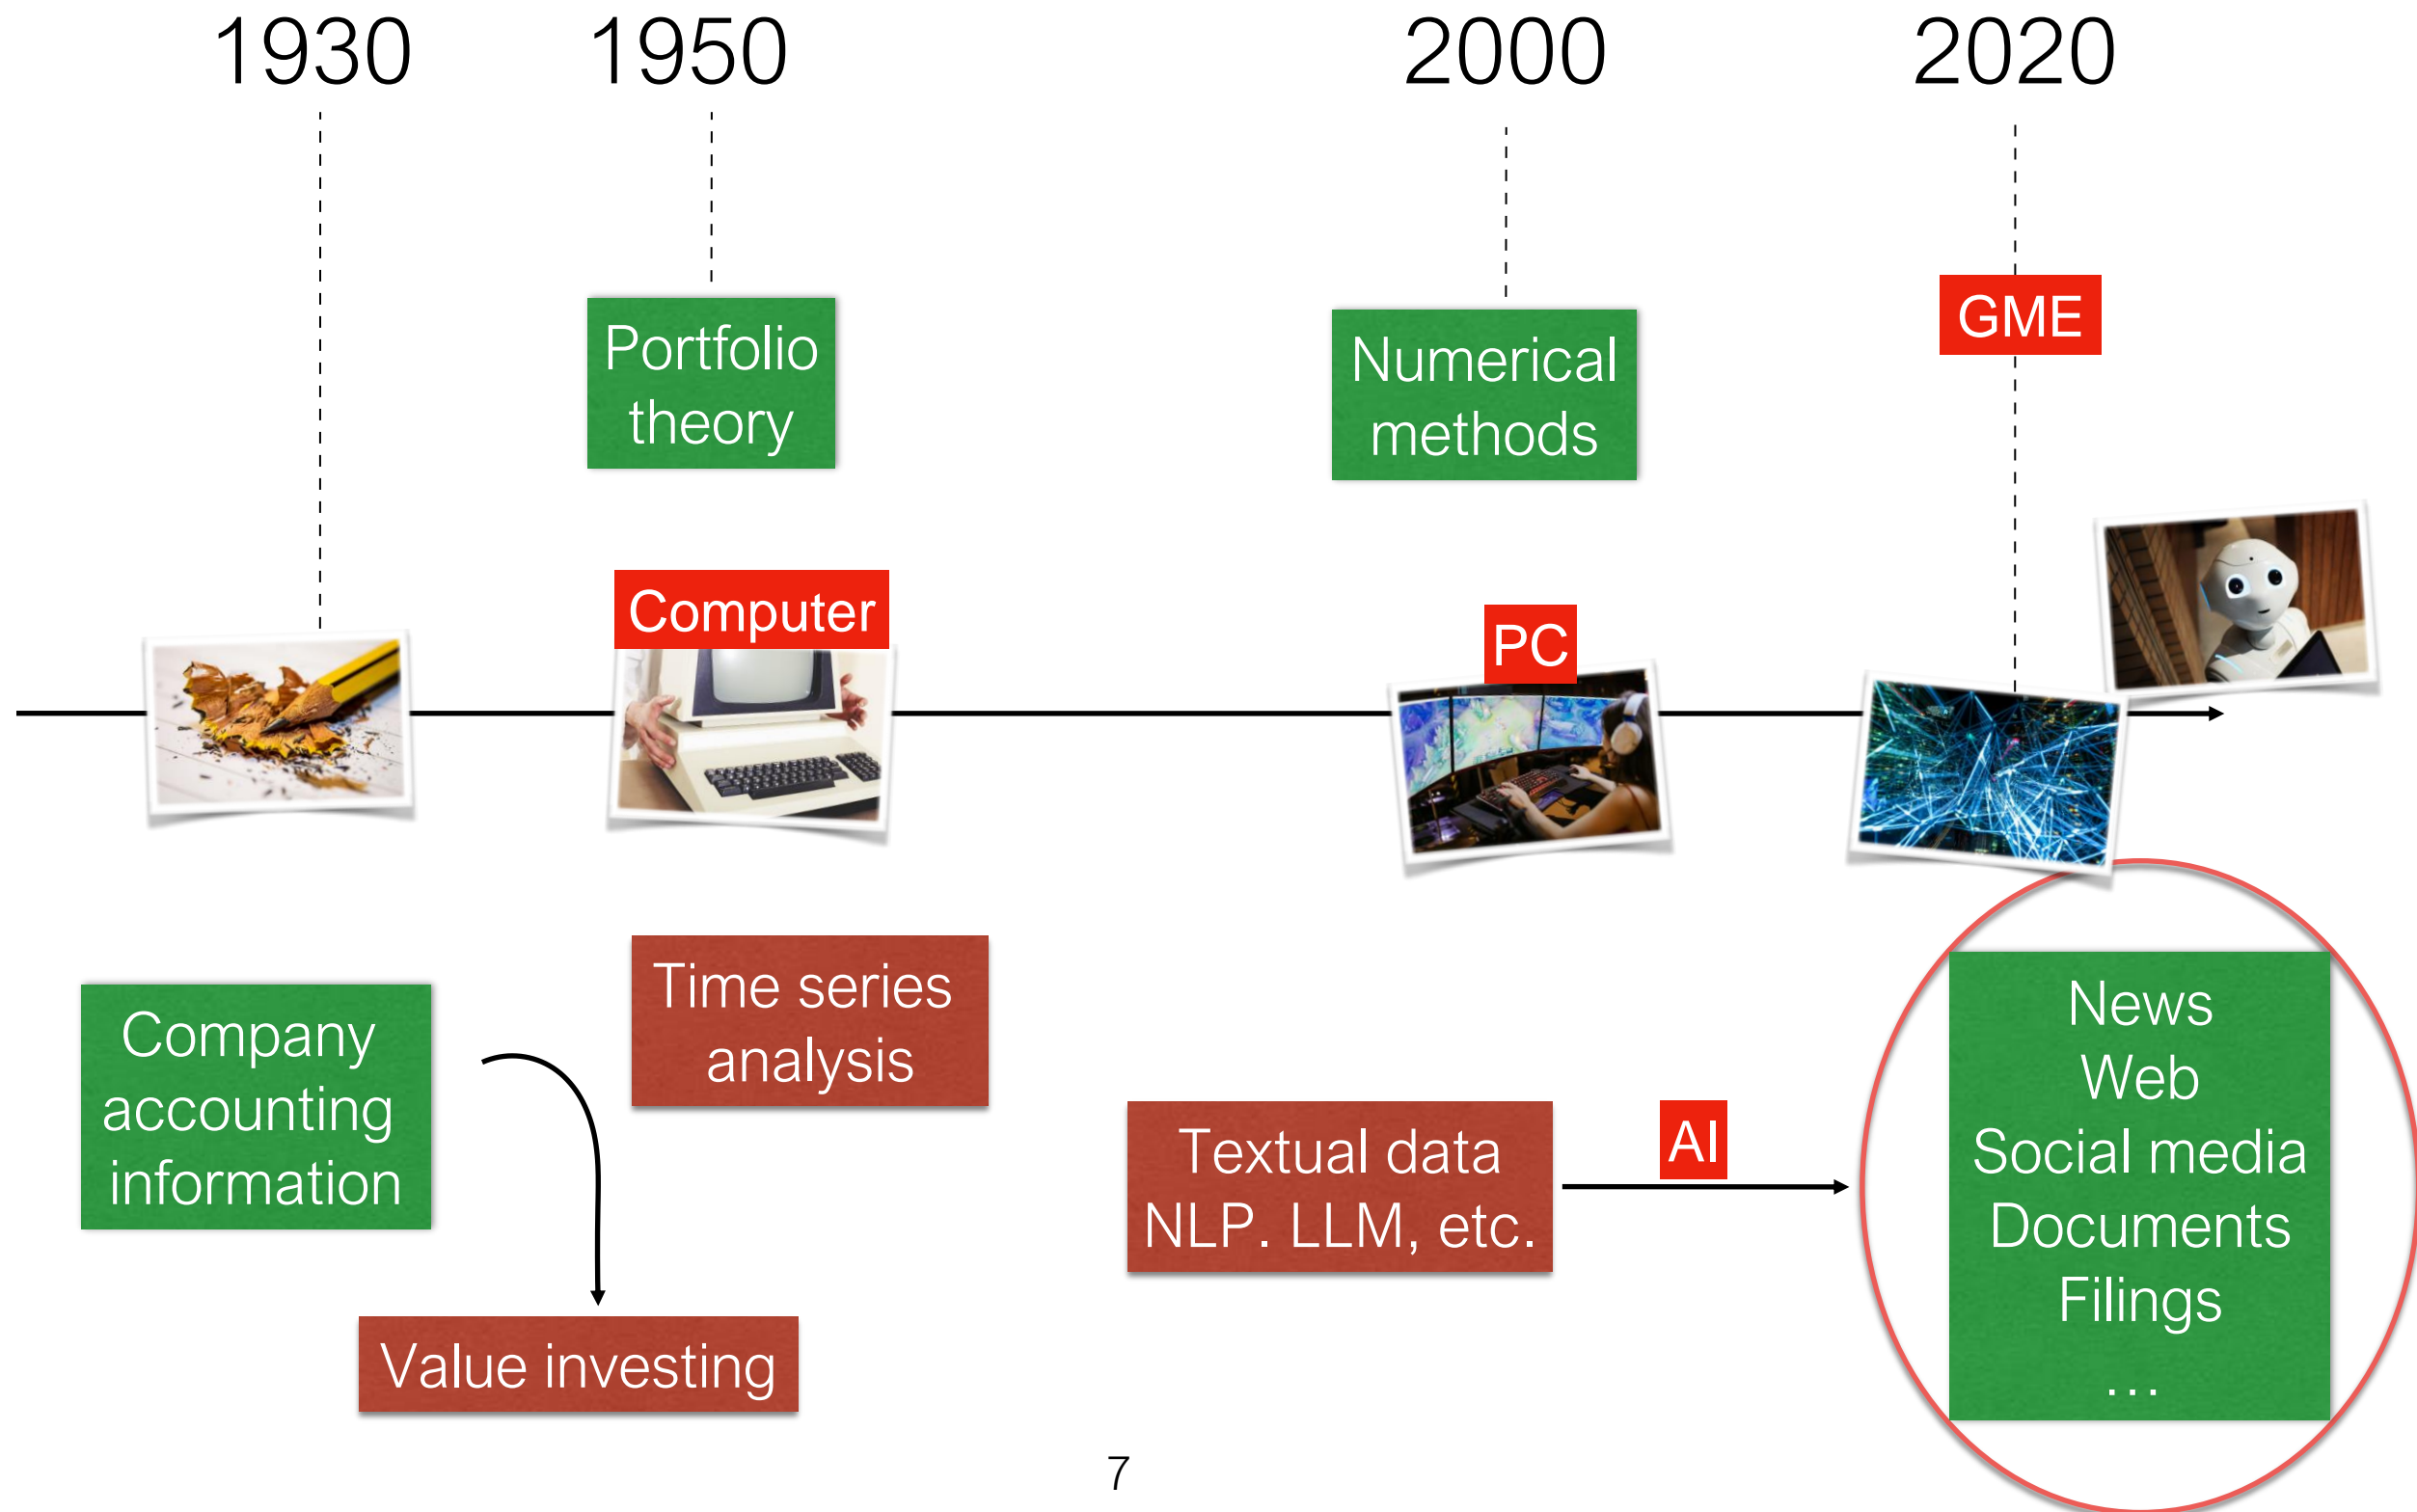 1930
1950
2000
2020
Portfolio
theory
Numerical
methods
GME
Computer
PC
Company
accounting
information
Time series
analysis
Value investing
Textual data
NLP. LLM, etc.
AI
News
Web
Social media
Documents
Filings
...
7